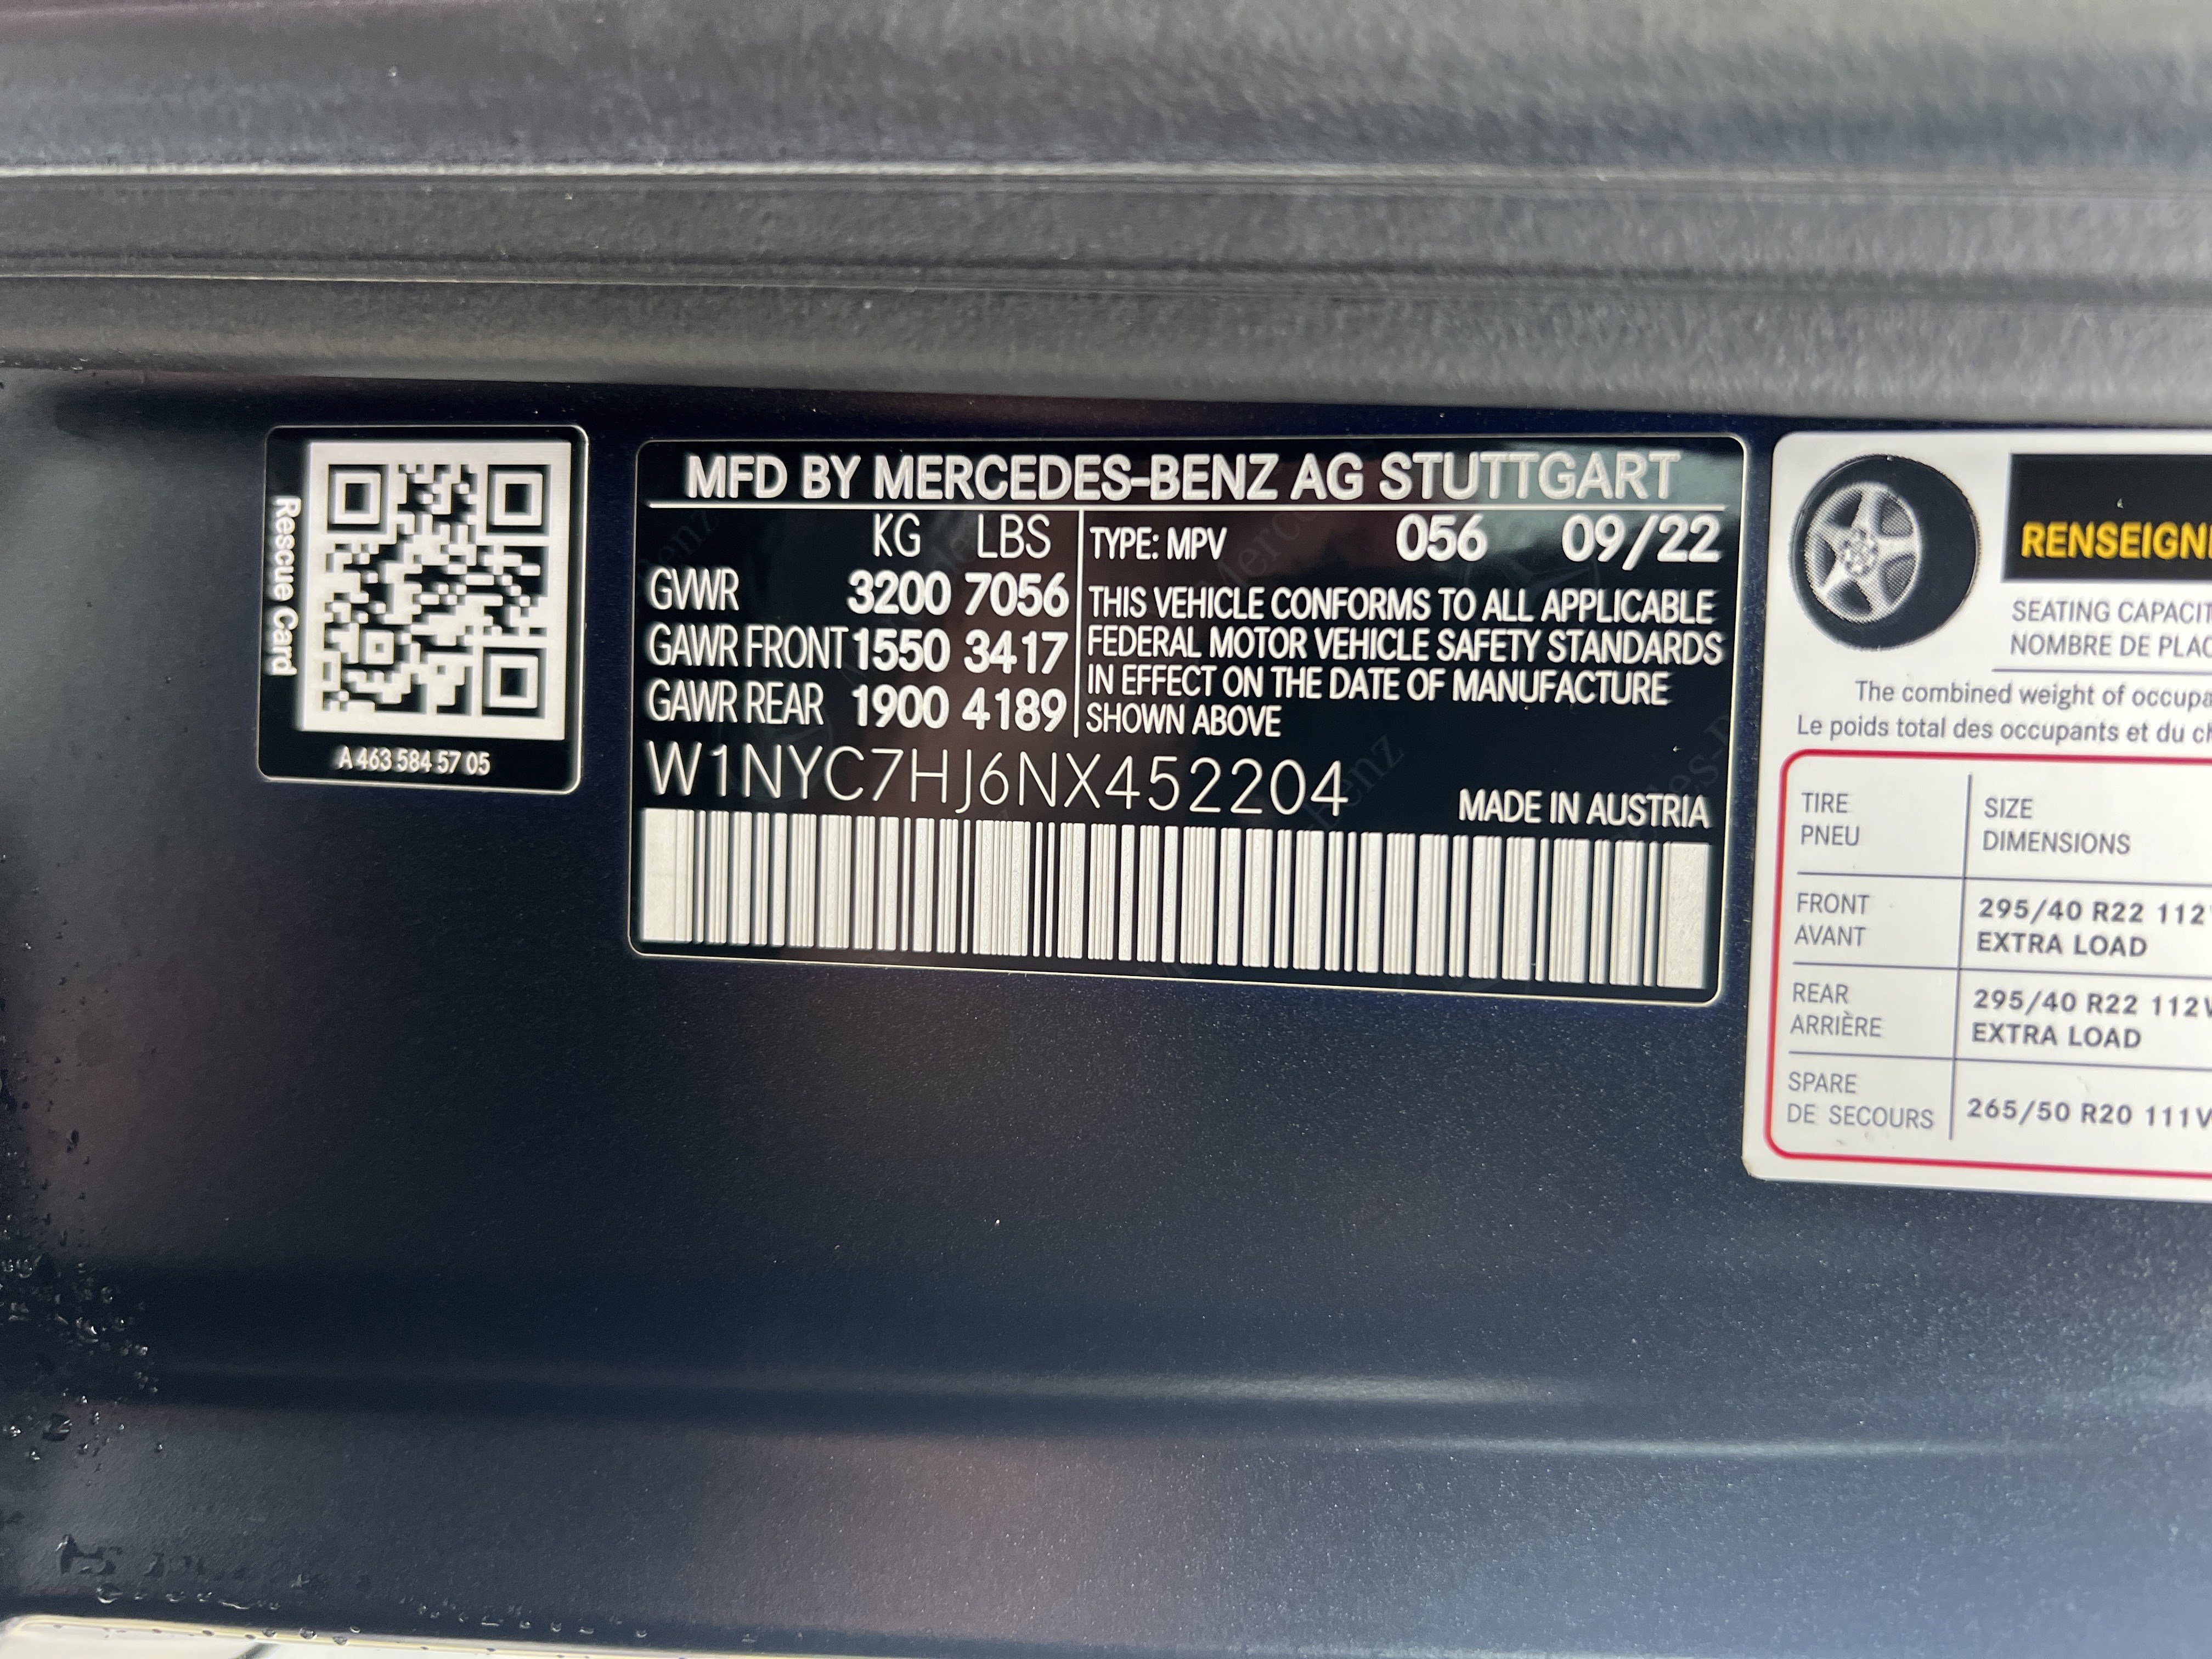 Rescue Card
A 463 584 57 05
MFD BY MERCEDES-BENZ AG STUTTGART
KG LBS
GVWR 3200 7056
GAWR FRONT 1550 3417
GAWR REAR 1900 4189
TYPE: MPV 056 09/22
THIS VEHICLE CONFORMS TO ALL APPLICABLE
FEDERAL MOTOR VEHICLE SAFETY STANDARDS
IN EFFECT ON THE DATE OF MANUFACTURE
SHOWN ABOVE
W1NYC7HJ6NX452204
MADE IN AUSTRIA
RENSEIGN
SEATING CAPACIT
NOMBRE DE PLAC
The combined weight of occupa
Le poids total des occupants et du ch
TIRE
PNEU
SIZE
DIMENSIONS
FRONT
AVANT
295/40 R22 112
EXTRA LOAD
REAR
ARRIÈRE
295/40 R22 112V
EXTRA LOAD
SPARE
DE SECOURS
265/50 R20 111V